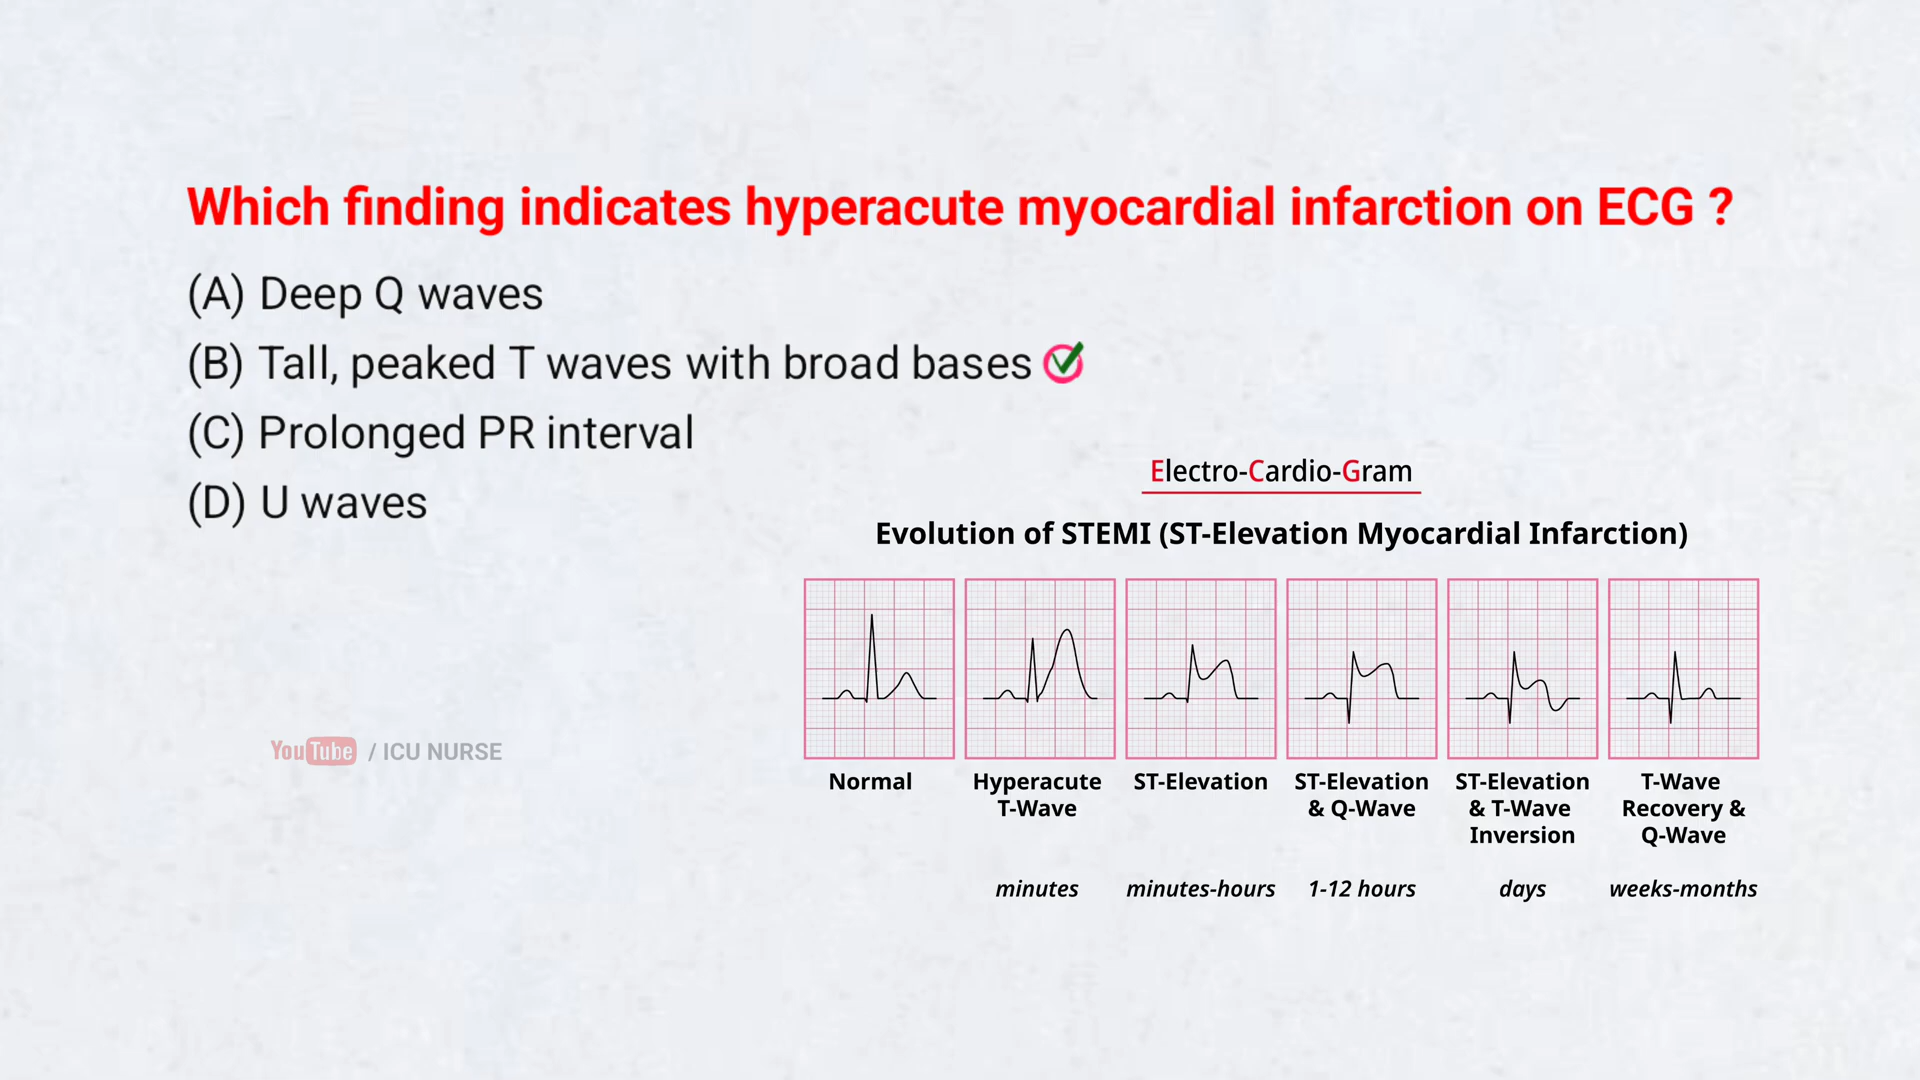 Which finding indicates hyperacute myocardial infarction on ECG ?
(A) Deep Q waves
(B) Tall, peaked T waves with broad bases
(C) Prolonged PR interval
(D) U waves
Electro-Cardio-Gram
Evolution of STEMI (ST-Elevation Myocardial Infarction)
Normal
Hyperacute
T-Wave
minutes
ST-Elevation
minutes-hours
ST-Elevation
& Q-Wave
1-12 hours
ST-Elevation
& T-Wave
Inversion
days
T-Wave
Recovery &
Q-Wave
weeks-months
YouTube / ICU NURSE